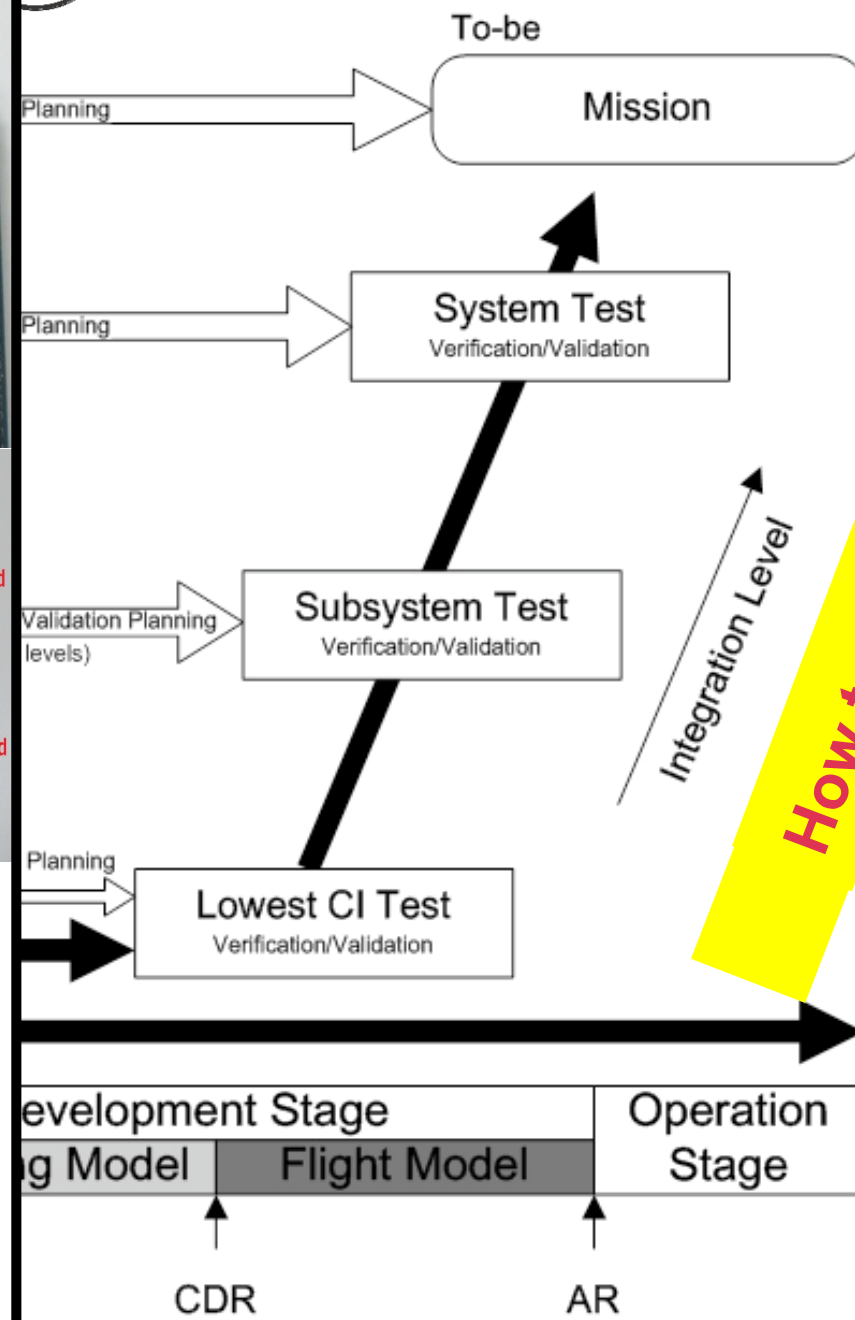 To-be
Planning
Mission
Planning
System Test
Verification/Validation
Integration Level
Validation Planning
levels)
Subsystem Test
Verification/Validation
How
Planning
Lowest CI Test
Verification/Validation
evelopment Stage
Operation
Stage
g Model
Flight Model
CDR
AR